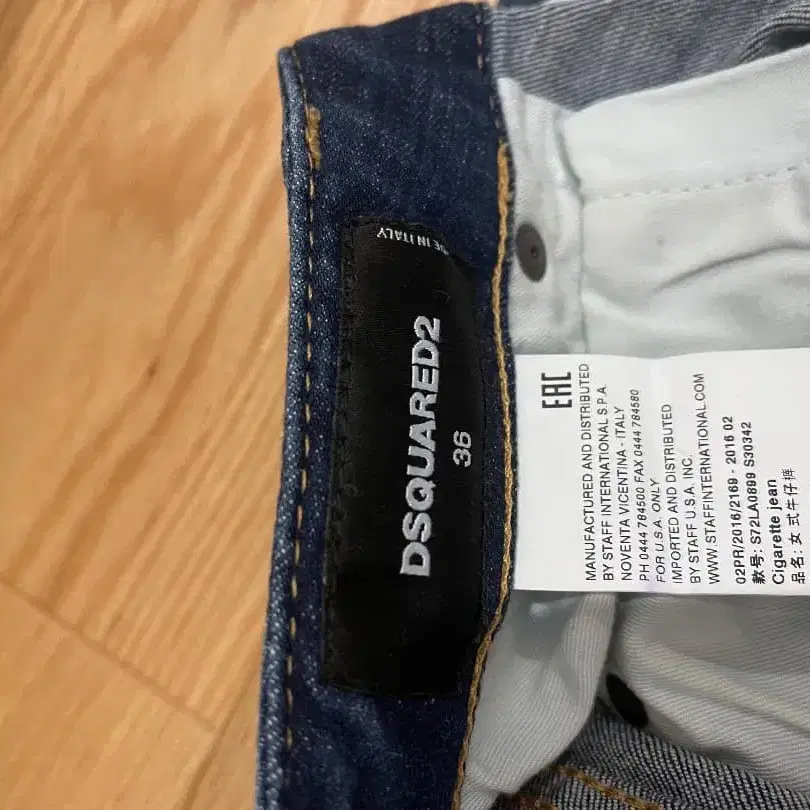 DE IN ITALY
DSQUARED2
36
EAC
MANUFACTURED AND DISTRIBUTED
BY STAFF INTERNATIONAL S.P.A.
NOVENTA VICENTINA - ITALY
PH 0444 784500 FAX 0444 784580
FOR U.S.A. ONLY
IMPORTED AND DISTRIBUTED
BY STAFF U.S.A. INC.
WWW.STAFFINTERNATIONAL.COM
02PR/2016/2169 - 2016 02
款号: S72LA0899 S30342
Cigarette jean
品名: 女 式牛仔裤